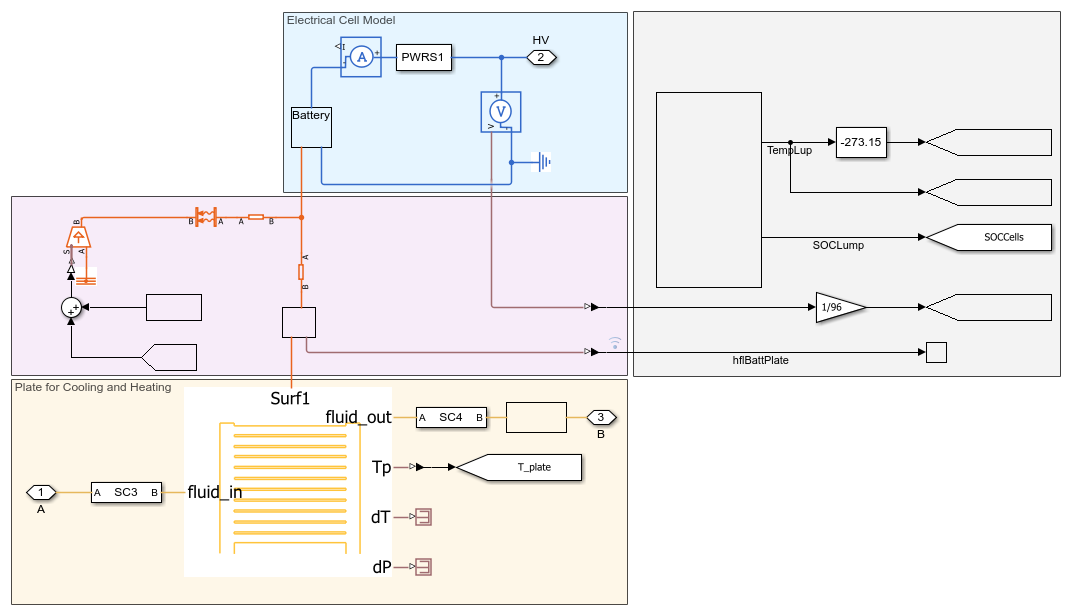 Electrical Cell Model
I
A
+
-
PWRS1
HV
2
Battery
+
V
V
-
TempLup
-273.15
SOCLump
SOCCells
1/96
hflBattPlate
B
S
A
B
A
A
B
A
B
+
+
Plate for Cooling and Heating
Surf1
fluid_out
A SC4 B
3
B
Tp
T_plate
1
A
A SC3 B
fluid_in
dT
dP